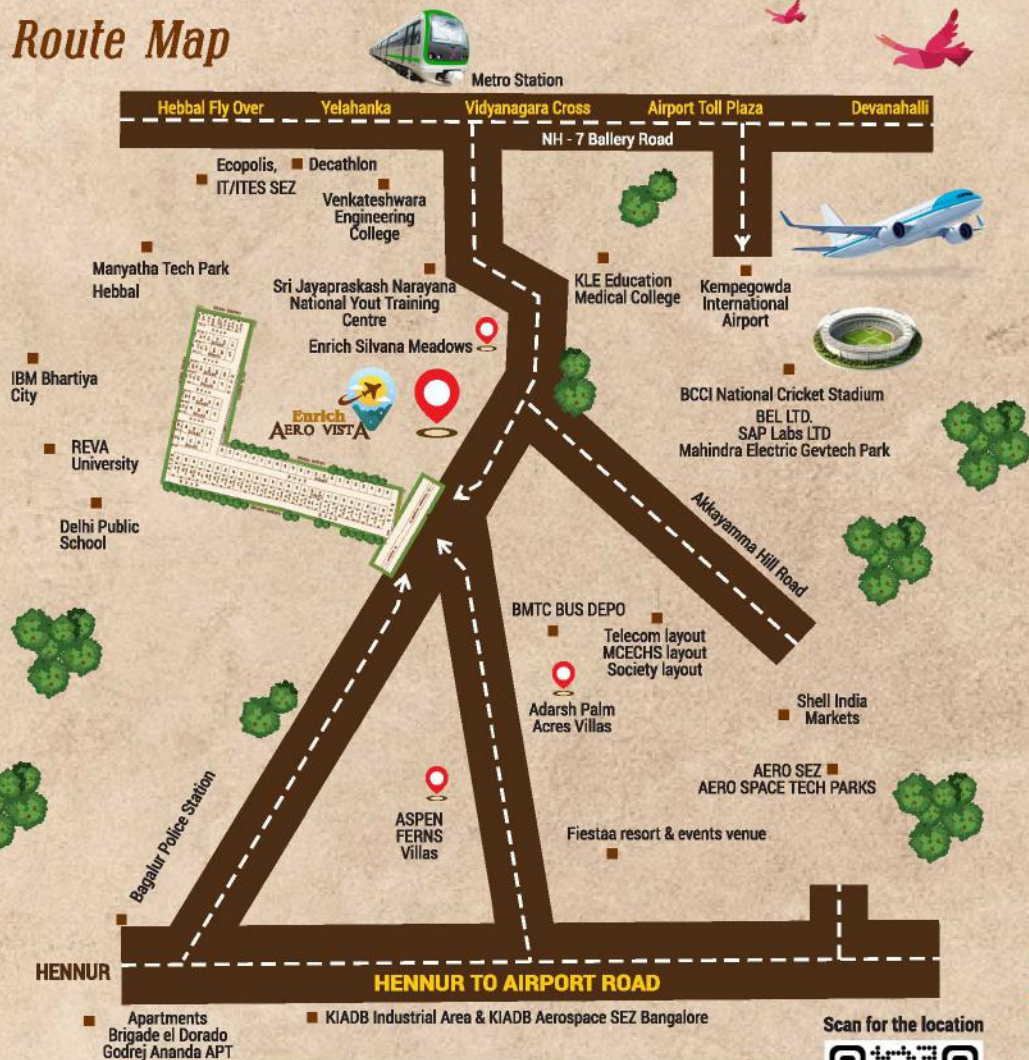 Route Map
Metro Station
Hebbal Fly Over
Yelahanka
Vidyanagara Cross
Airport Toll Plaza
Devanahalli
NH - 7 Ballery Road
Ecopolis,
IT/ITES SEZ
Decathlon
Venkateshwara
Engineering
College
Manyatha Tech Park
Hebbal
Sri Jayapraskash Narayana
National Yout Training
Centre
KLE Education
Medical College
Kempegowda
International
Airport
Enrich Silvana Meadows
IBM Bhartiya
City
Enrich
AERO VISTA
BCCI National Cricket Stadium
BEL LTD.
SAP Labs LTD
Mahindra Electric Gevtech Park
REVA
University
Delhi Public
School
Akkayamma Hill Road
BMTC BUS DEPO
Telecom layout
MCECHS layout
Society layout
Adarsh Palm
Acres Villas
Shell India
Markets
AERO SEZ
AERO SPACE TECH PARKS
ASPEN
FERNS
Villas
Fiestaa resort & events venue
Bagalur Police Station
HENNUR
HENNUR TO AIRPORT ROAD
Apartments
Brigade el Dorado
Godrej Ananda APT
KIADB Industrial Area & KIADB Aerospace SEZ Bangalore
Scan for the location